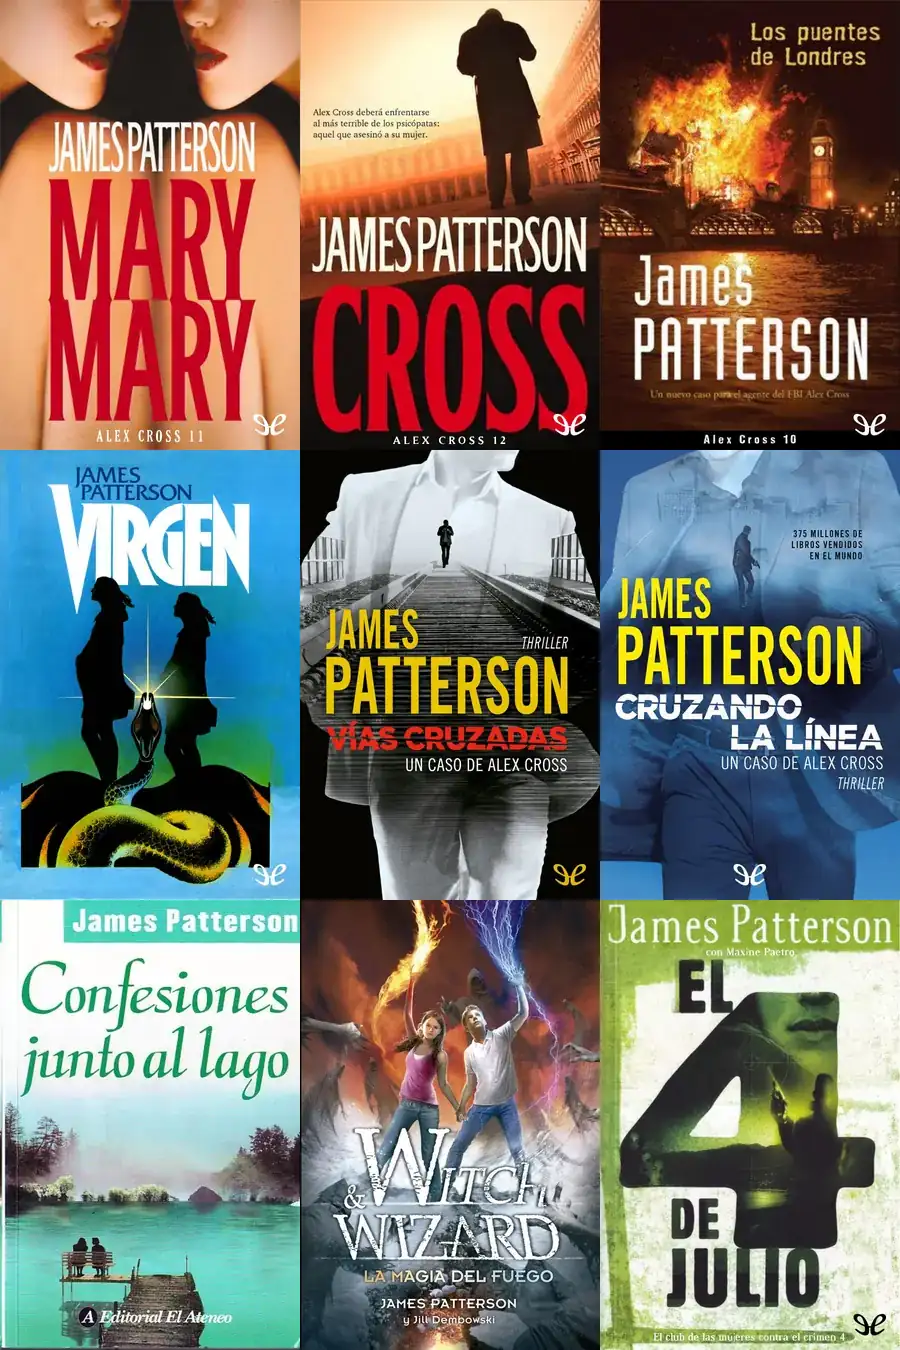 JAMES PATTERSON
MARY
MARY
ALEX CROSS 11
Alex Cross deberá enfrentarse
al más terrible de los psicópatas:
aquel que asesinó a su mujer.
JAMES PATTERSON
CROSS
ALEX CROSS 12
Los puentes
de Londres
James
PATTERSON
Un nuevo caso para el agente del FBI Alex Cross
Alex Cross 10
JAMES
PATTERSON
VIRGEN
JAMES
THRILLER
PATTERSON
VÍAS CRUZADAS
UN CASO DE ALEX CROSS
375 MILLONES DE
LIBROS VENDIDOS
EN EL MUNDO
JAMES
PATTERSON
CRUZANDO
LA LÍNEA
UN CASO DE ALEX CROSS
THRILLER
James Patterson
Confesiones
junto al lago
A Editorial El Ateneo
WITCH
& WIZARD
LA MAGIA DEL FUEGO
JAMES PATTERSON
y Jill Dembowski
James Patterson
con Maxine Paetro
EL
4
DE
JULIO
El club de las mujeres contra el crimen 4